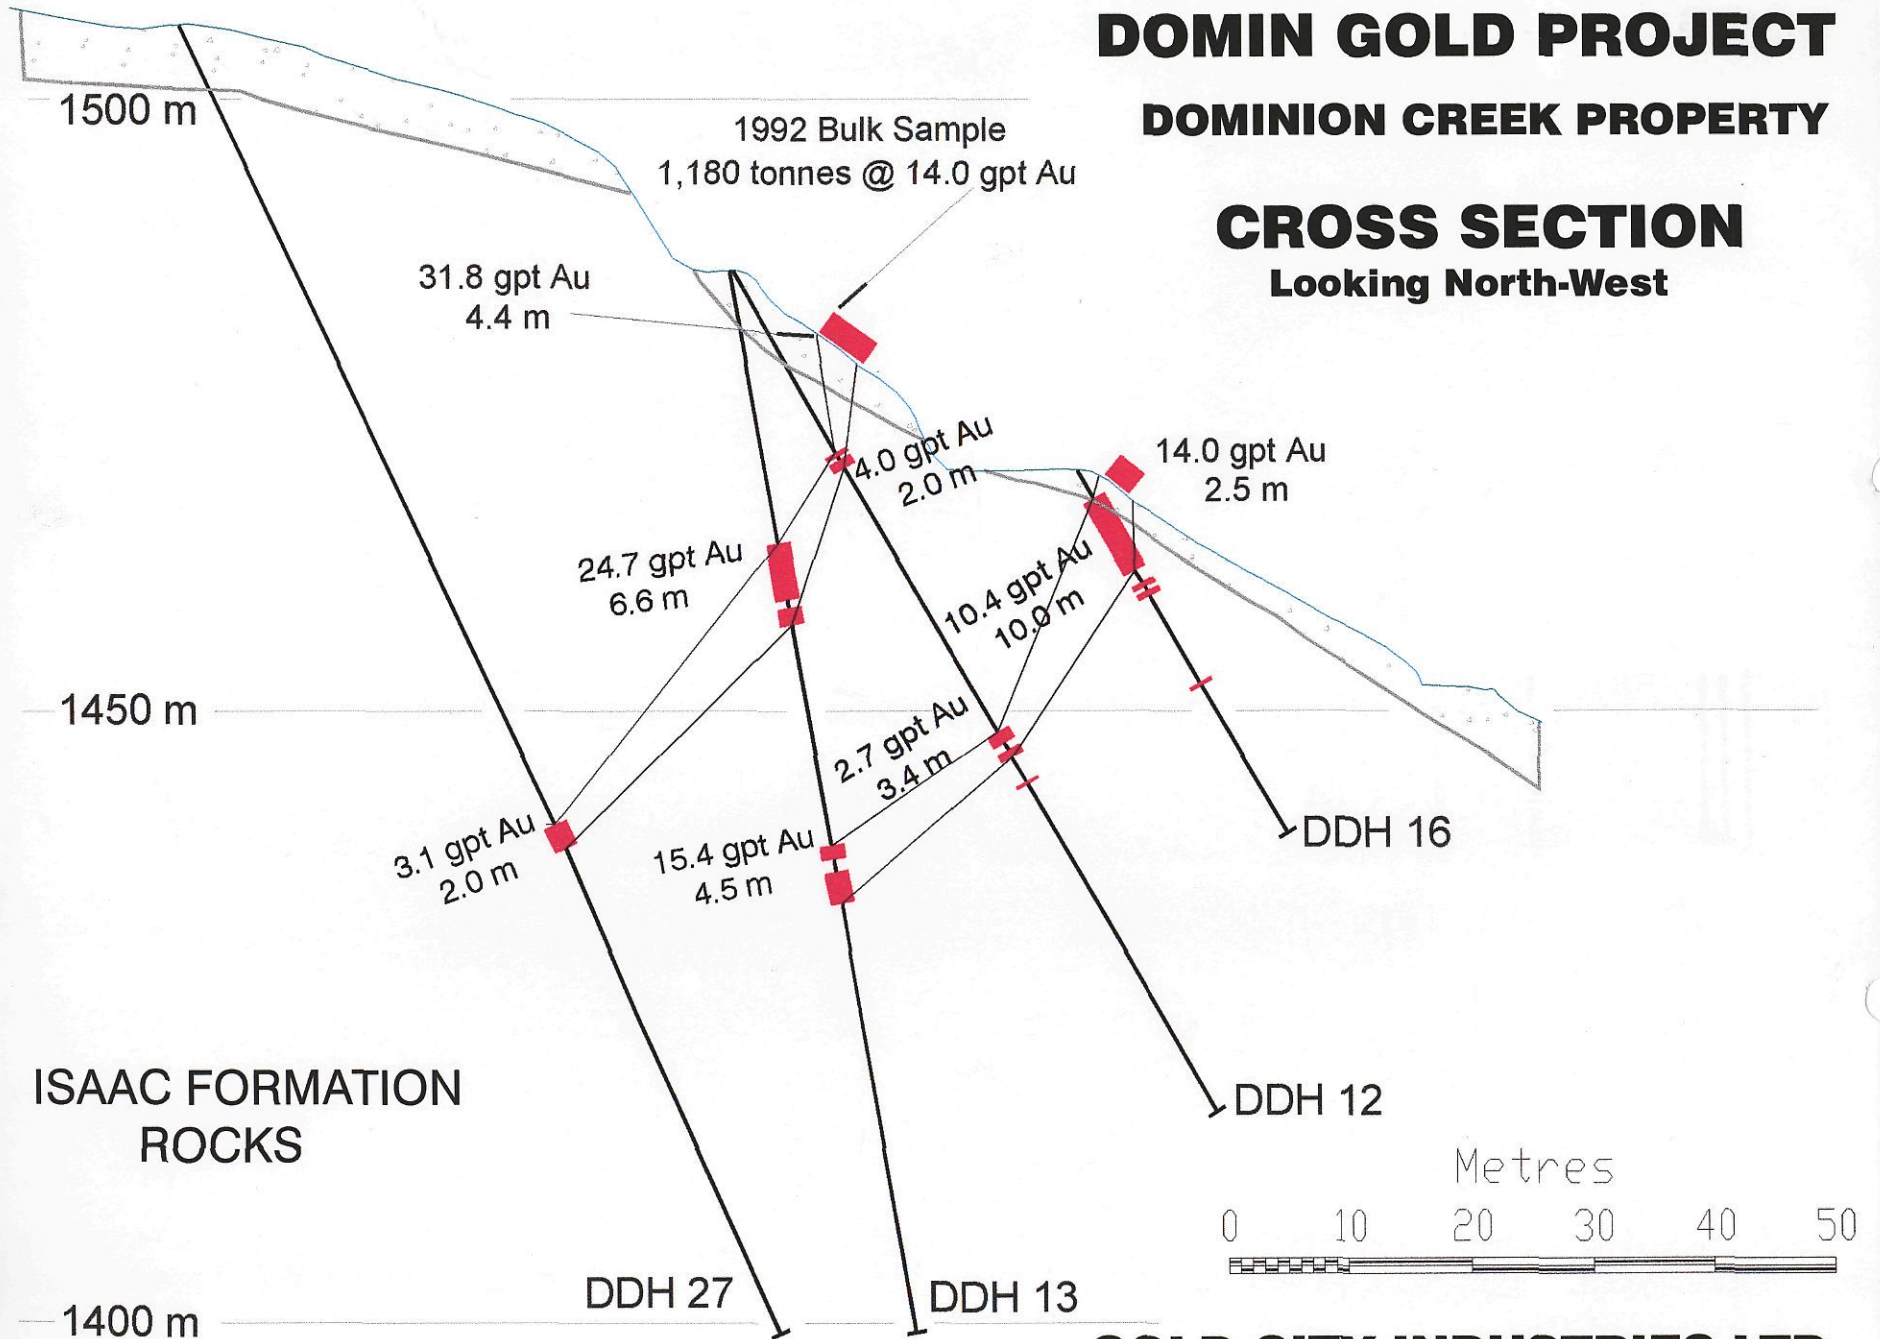 DOMIN GOLD PROJECT
DOMINION CREEK PROPERTY
CROSS SECTION
Looking North-West
1500 m
1992 Bulk Sample
1,180 tonnes @ 14.0 gpt Au
31.8 gpt Au
4.4 m
4.0 gpt Au
2.0 m
14.0 gpt Au
2.5 m
24.7 gpt Au
6.6 m
10.4 gpt Au
10.0 m
1450 m
2.7 gpt Au
3.4 m
3.1 gpt Au
2.0 m
15.4 gpt Au
4.5 m
DDH 16
ISAAC FORMATION
ROCKS
DDH 12
Metres
0 10 20 30 40 50
DDH 27
DDH 13
1400 m
GOLD CITY INDUSTRIES LTD